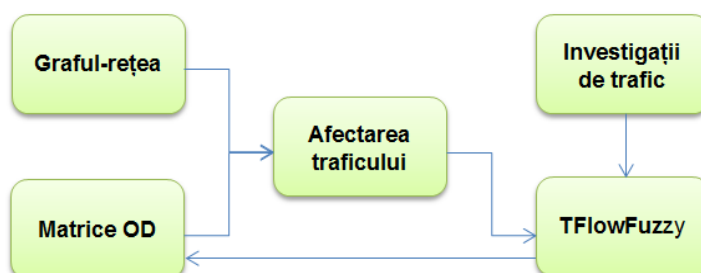 Graful-rețea
Investigații
de trafic
Afectarea
traficului
Matrice OD
TFlowFuzzy